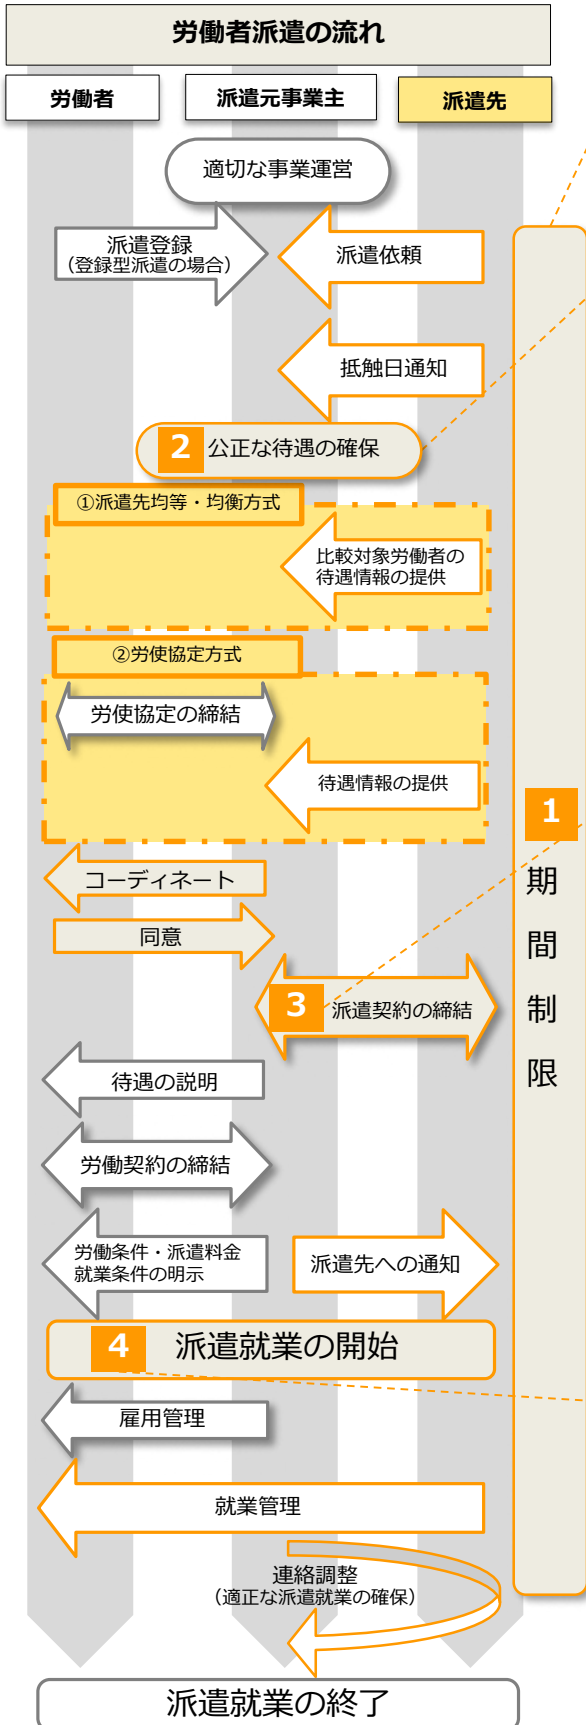 労働者派遣の流れ
労働者
派遣元事業主
派遣先
適切な事業運営
派遣登録
（登録型派遣の場合）
派遣依頼
抵触日通知
2 公正な待遇の確保
①派遣先均等・均衡方式
比較対象労働者の
待遇情報の提供
②労使協定方式
労使協定の締結
待遇情報の提供
1
期
間
制
限
コーディネート
同意
3 派遣契約の締結
待遇の説明
労働契約の締結
労働条件・派遣料金
就業条件の明示
派遣先への通知
4 派遣就業の開始
雇用管理
就業管理
連絡調整
（適正な派遣就業の確保）
派遣就業の終了